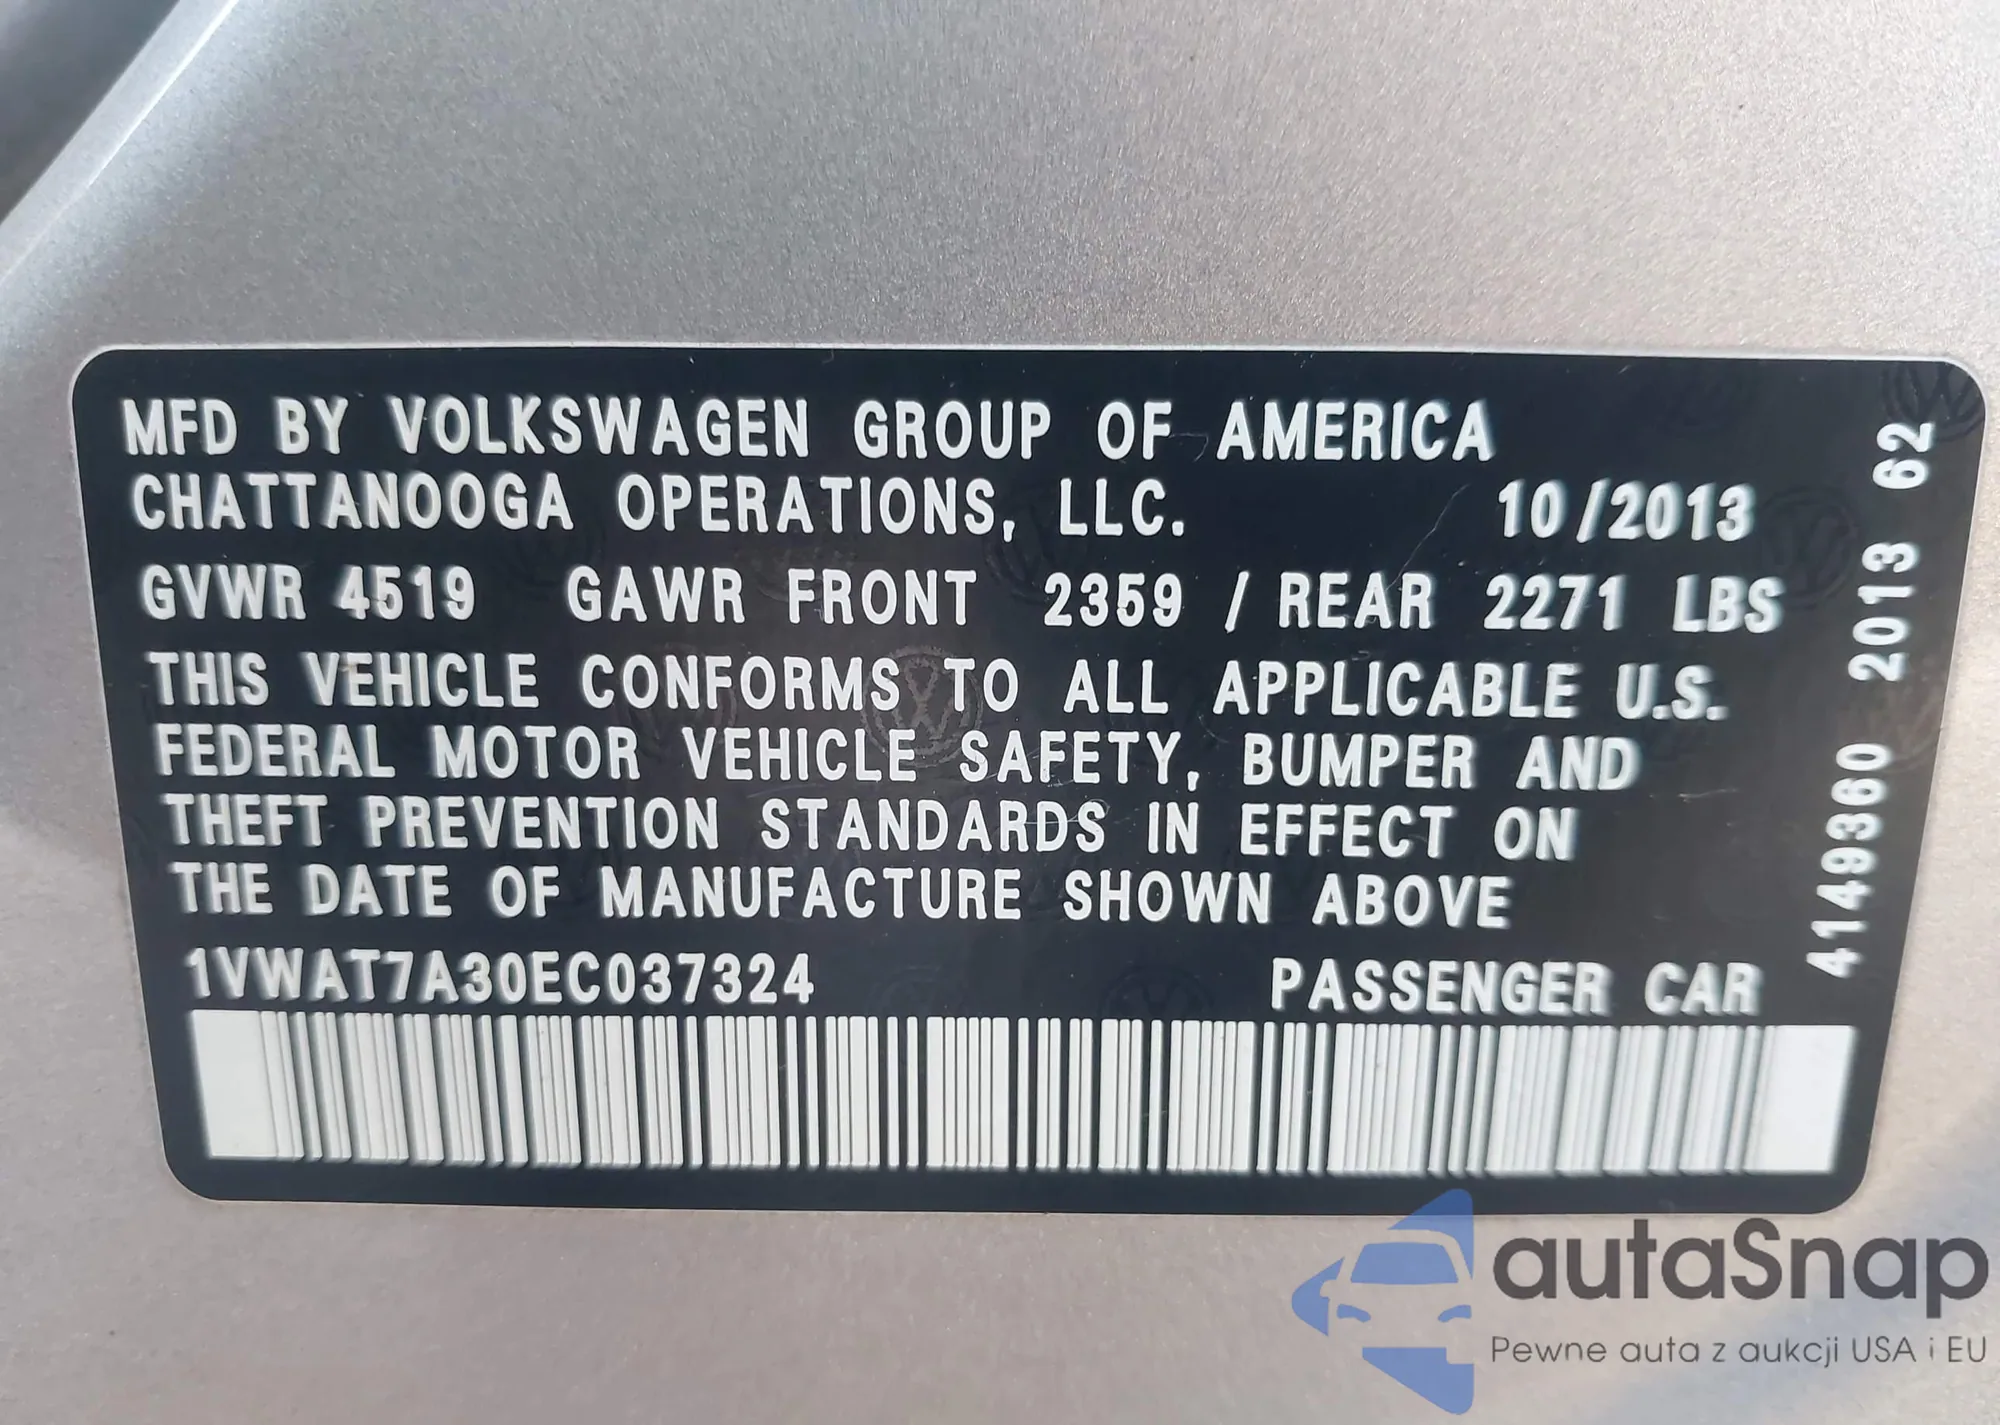 MFD BY VOLKSWAGEN GROUP OF AMERICA
CHATTANOOGA OPERATIONS, LLC. 10/2013
GVWR 4519 GAWR FRONT 2359 / REAR 2271 LBS
THIS VEHICLE CONFORMS TO ALL APPLICABLE U.S.
FEDERAL MOTOR VEHICLE SAFETY, BUMPER AND
THEFT PREVENTION STANDARDS IN EFFECT ON
THE DATE OF MANUFACTURE SHOWN ABOVE
1VWAT7A30EC037324 PASSENGER CAR
4149360 2013 62
autaSnap
Pewne auta z aukcji USA i EU